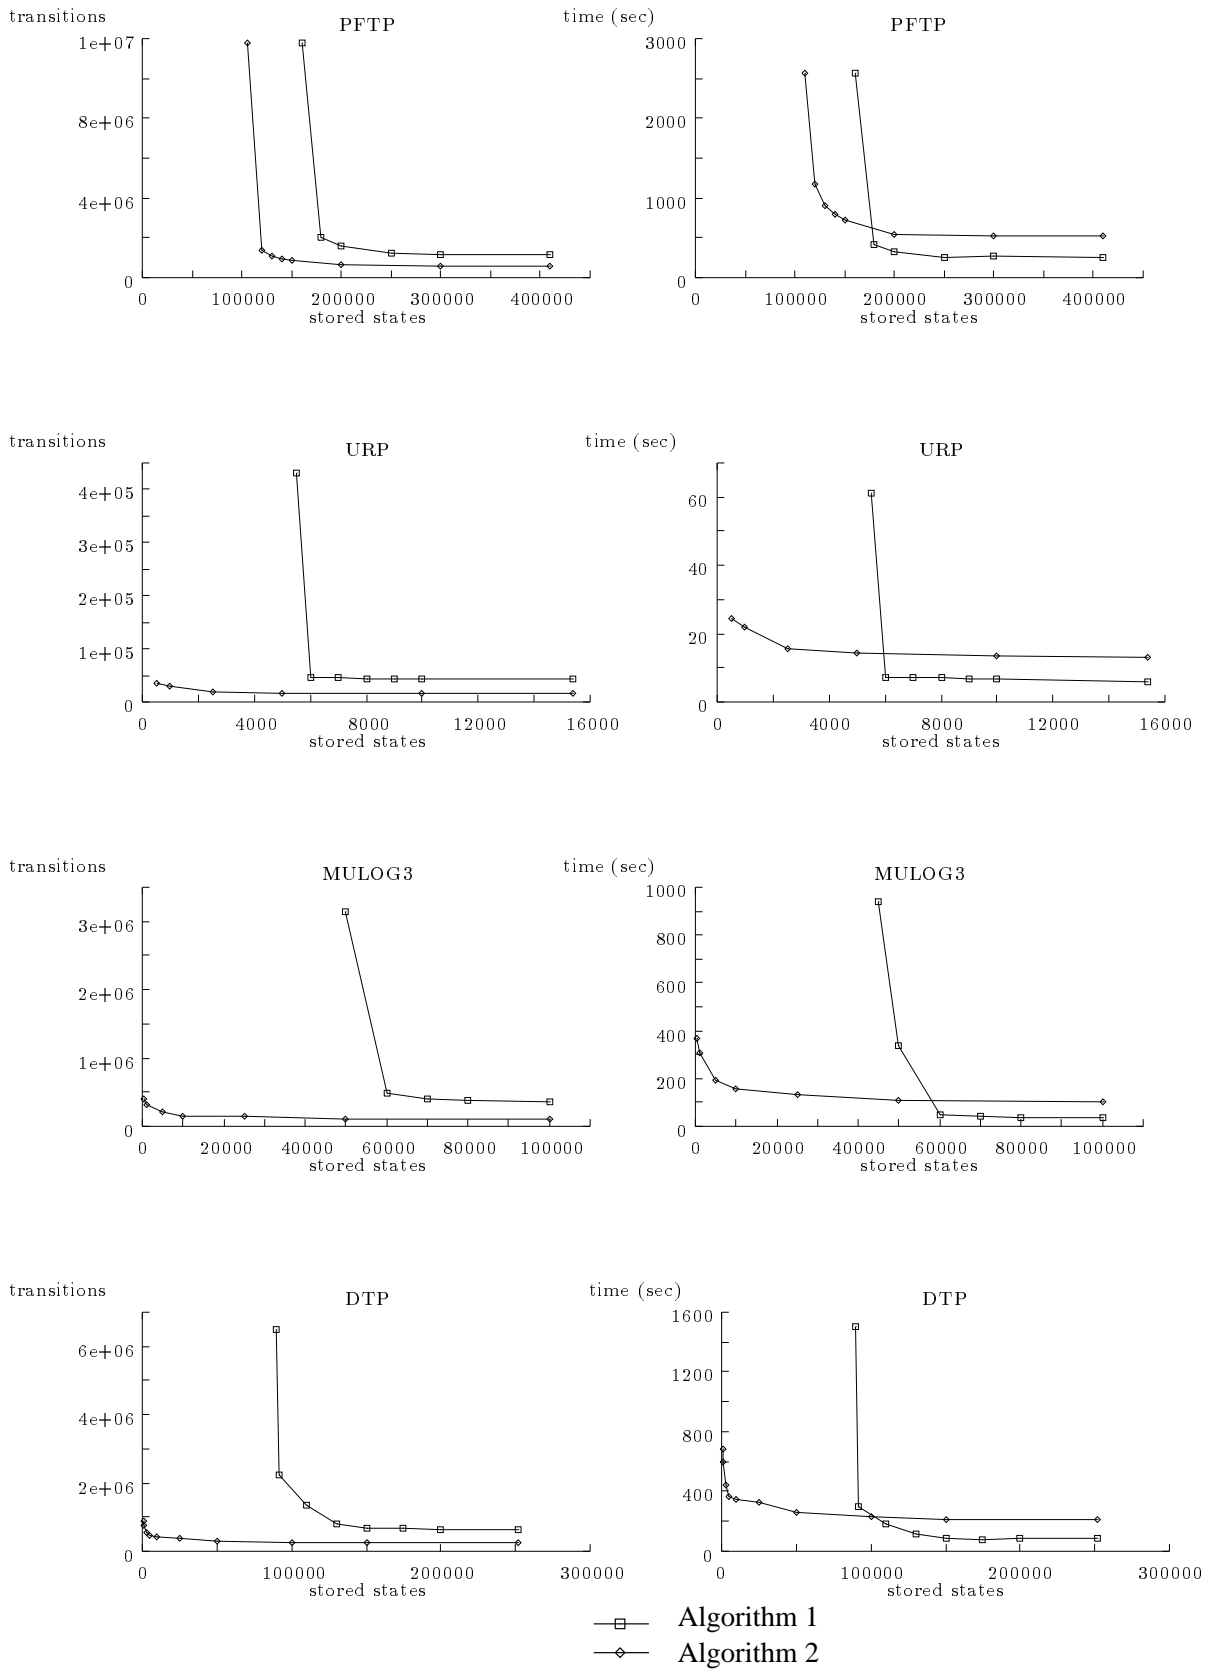 transitions
PFTP
1e+07
8e+06
4e+06
0
0 100000 200000 300000 400000
stored states
time (sec)
PFTP
3000
2000
1000
0
0 100000 200000 300000 400000
stored states
transitions
URP
4e+05
3e+05
2e+05
1e+05
0
0 4000 8000 12000 16000
stored states
time (sec)
URP
60
40
20
0
0 4000 8000 12000 16000
stored states
transitions
MULOG3
3e+06
2e+06
1e+06
0
0 20000 40000 60000 80000 100000
stored states
time (sec)
MULOG3
1000
800
600
400
200
0
0 20000 40000 60000 80000 100000
stored states
transitions
DTP
6e+06
4e+06
2e+06
0
0 100000 200000 300000
stored states
time (sec)
DTP
1600
1200
800
400
0
0 100000 200000 300000
stored states
Algorithm 1
Algorithm 2